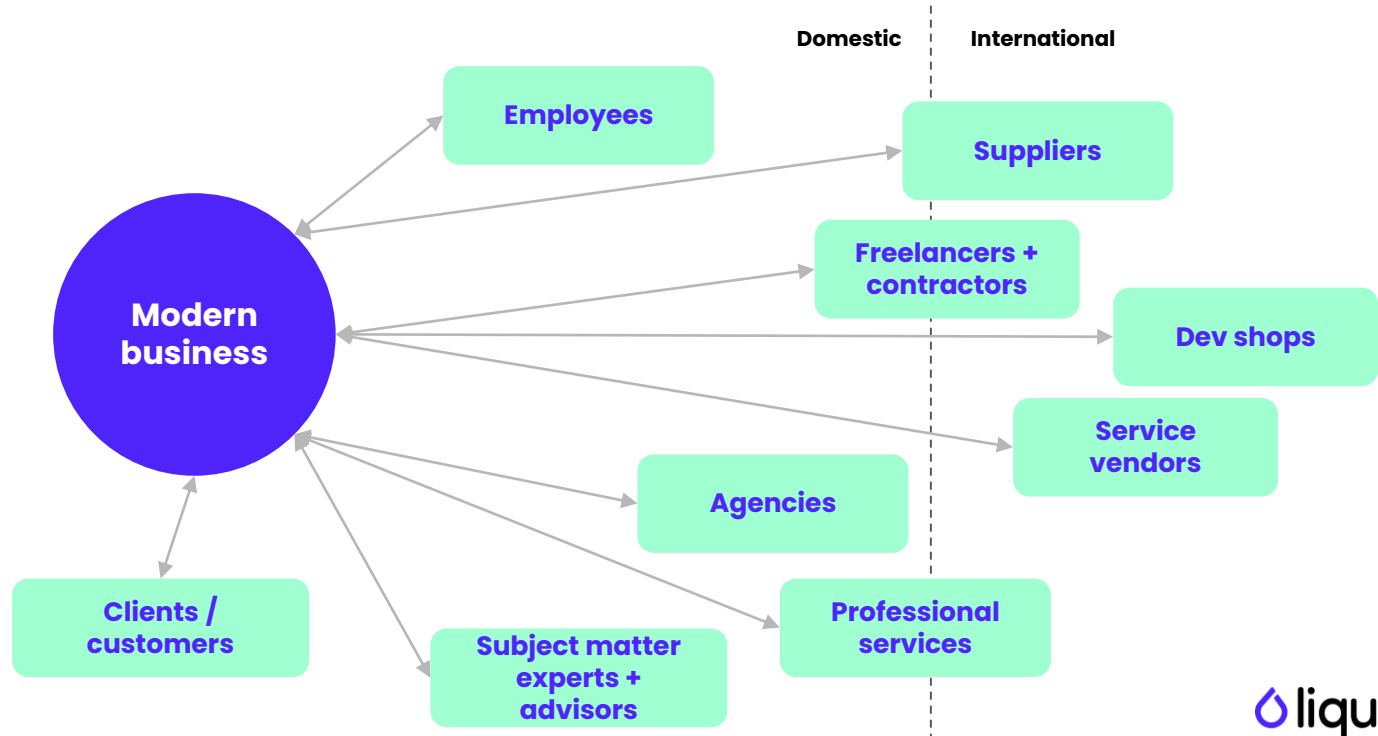 Domestic
International
Employees
Suppliers
Freelancers +
contractors
Modern
business
Dev shops
Service
vendors
Agencies
Clients /
customers
Professional
services
Subject matter
experts +
advisors
liqu